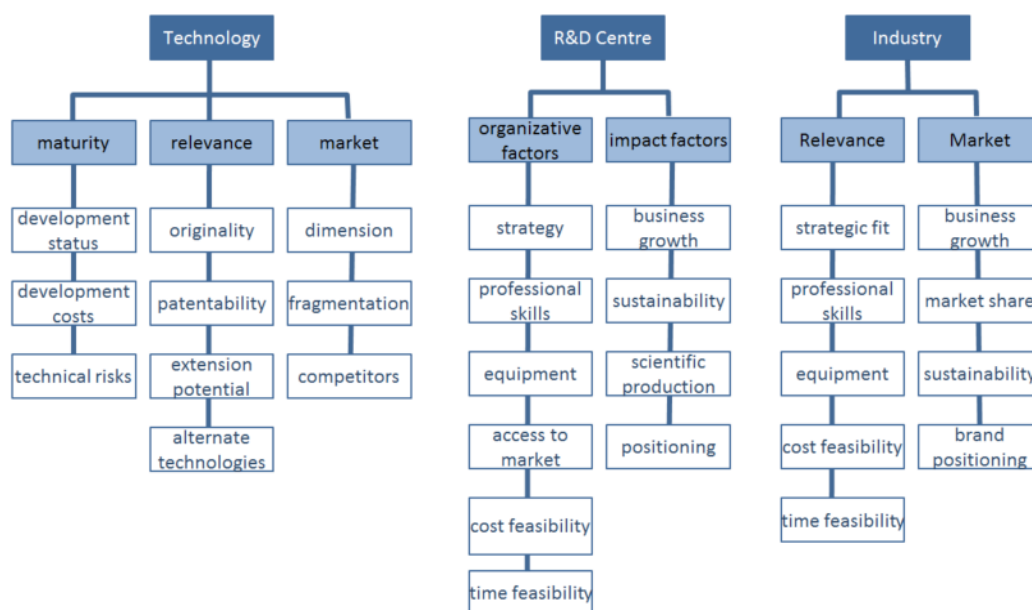 Technology
maturity
development
status
development
costs
technical risks
relevance
originality
patentability
extension
potential
alternate
technologies
market
dimension
fragmentation
competitors
R&D Centre
organizative
factors
strategy
professional
skills
equipment
access to
market
cost feasibility
time feasibility
impact factors
business
growth
sustainability
scientific
production
positioning
Industry
Relevance
strategic fit
professional
skills
equipment
cost feasibility
time feasibility
Market
business
growth
market share
sustainability
brand
positioning